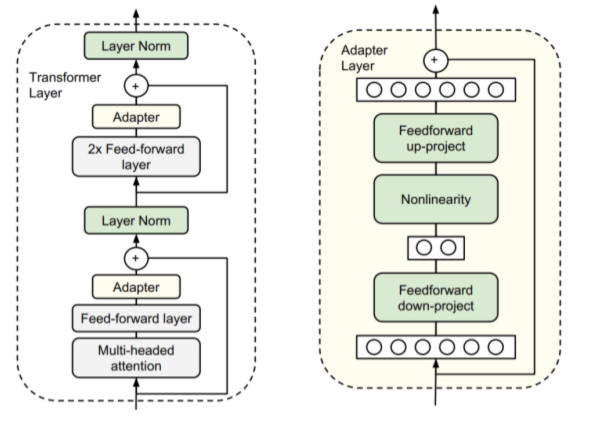 Transformer
Layer
Layer Norm
+
Adapter
2x Feed-forward
layer
Layer Norm
+
Adapter
Feed-forward layer
Multi-headed
attention
Adapter
Layer
+
Feedforward
up-project
Nonlinearity
Feedforward
down-project